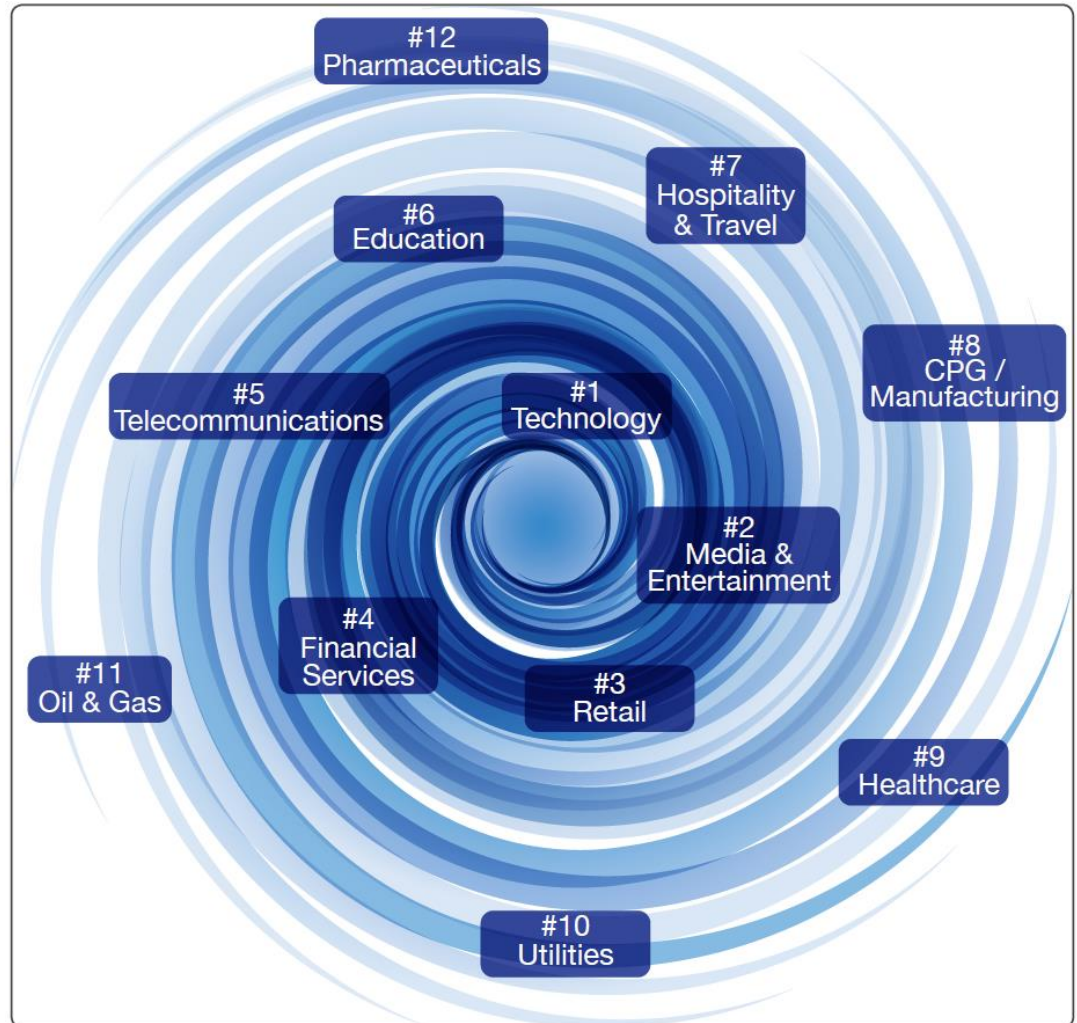 #12
Pharmaceuticals
#7
Hospitality
& Travel
#6
Education
#8
CPG /
Manufacturing
#5
Telecommunications
#1
Technology
#2
Media &
Entertainment
#4
Financial
Services
#3
Retail
#11
Oil & Gas
#9
Healthcare
#10
Utilities